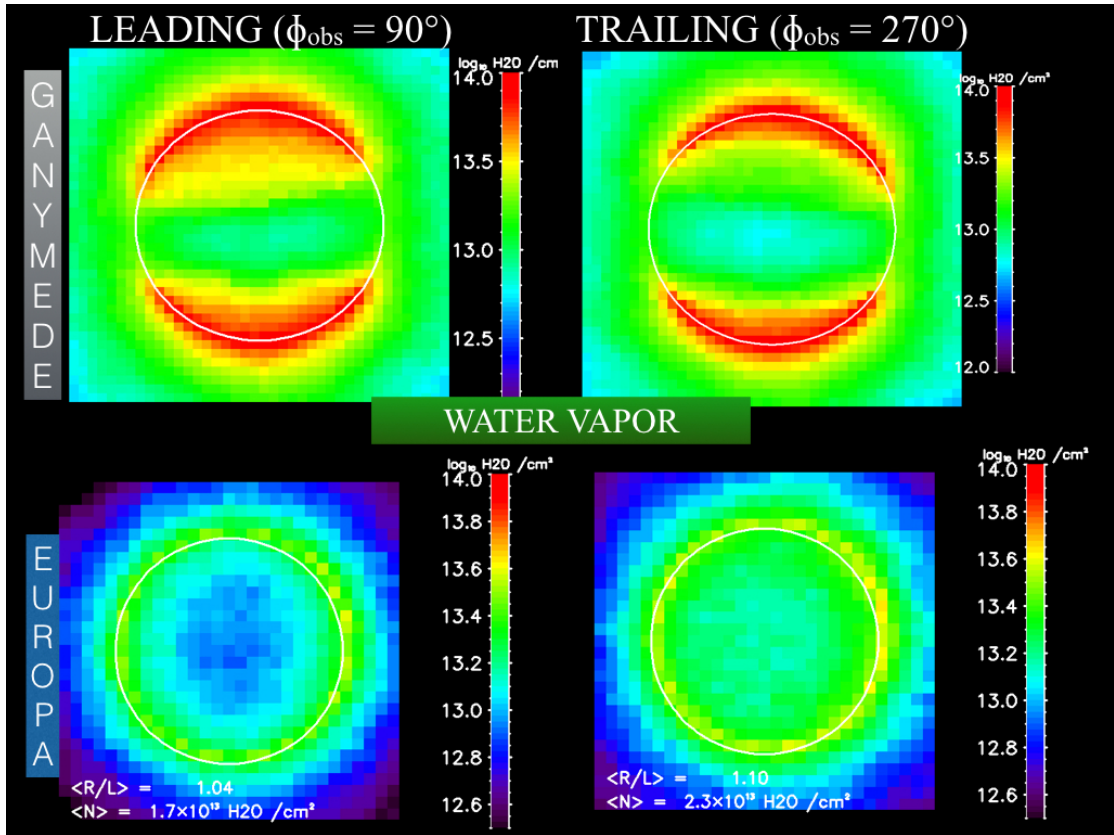 LEADING (ϕobs = 90°)
TRAILING (ϕobs = 270°)
GANYMEDE
log₁₀ H2O /cm
14.0
13.5
13.0
12.5
log₁₀ H2O /cm²
14.0
13.5
13.0
12.5
12.0
WATER VAPOR
EUROPA
log₁₀ H2O /cm²
14.0
13.8
13.6
13.4
13.2
13.0
12.8
12.6
<R/L> = 1.04
<N> = 1.7×10¹³ H2O /cm²
log₁₀ H2O /cm²
14.0
13.8
13.6
13.4
13.2
13.0
12.8
12.6
<R/L> = 1.10
<N> = 2.3×10¹³ H2O /cm²